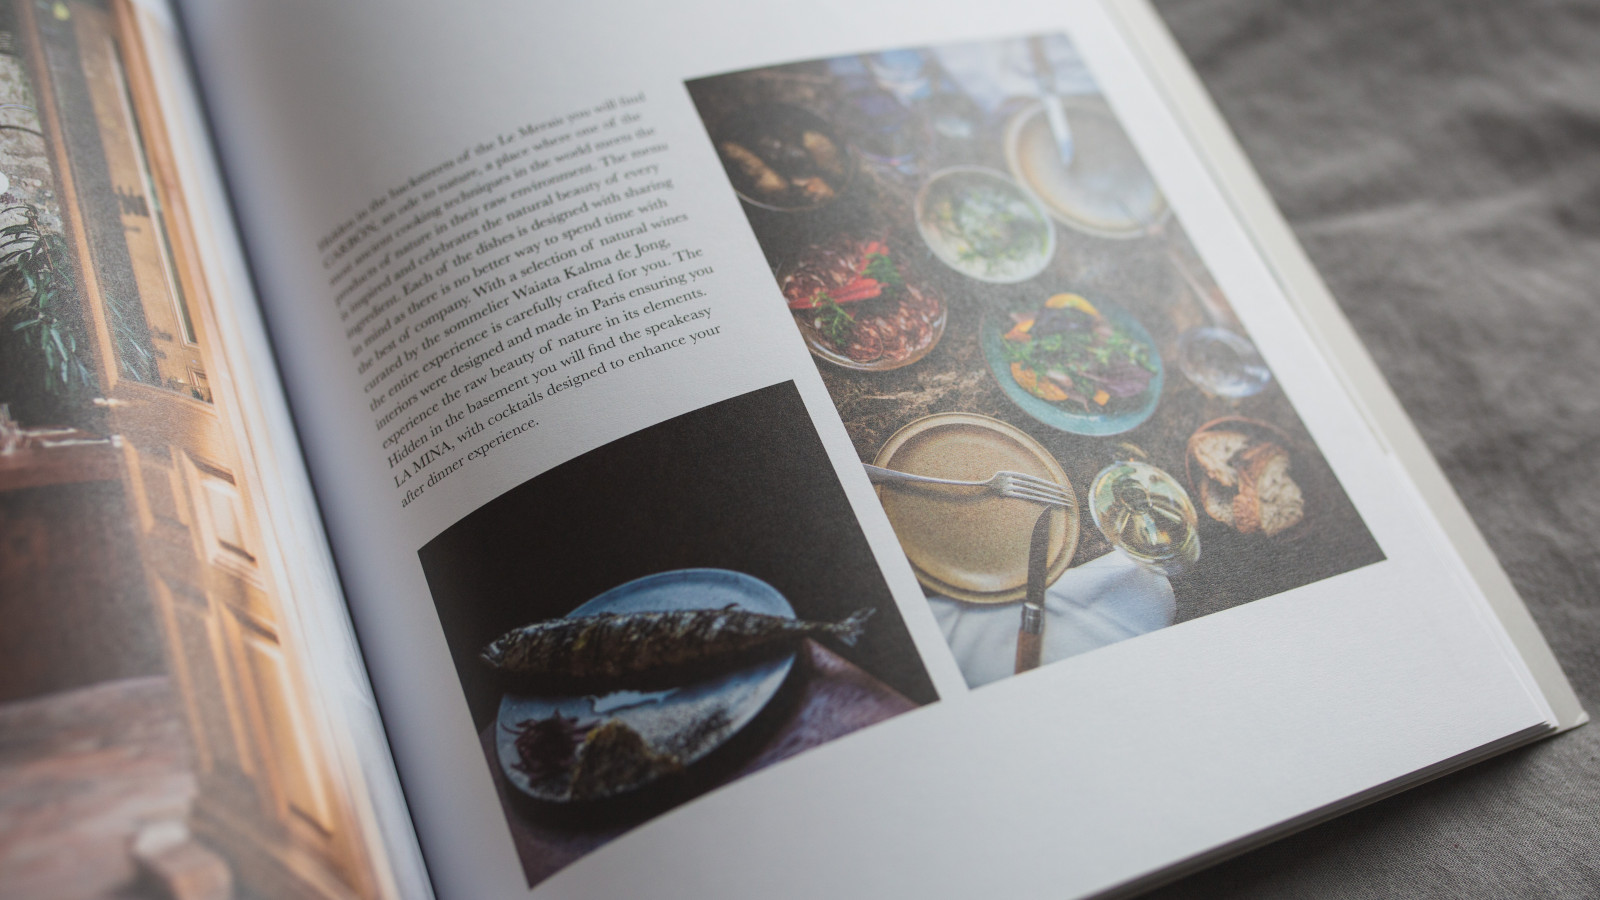 Hidden in the backstreets of the Le Merais you will find
CARBÓN, an ode to nature, a place where one of the
most ancient cooking techniques in the world meets the
products of nature in their raw environment. The menu
is inspired and celebrates the natural beauty of every
ingredient. Each of the dishes is designed with sharing
in mind as there is no better way to spend time with
the best of company. With a selection of natural wines
curated by the sommelier Waiata Kalma de Jong,
the entire experience is carefully crafted for you. The
interiors were designed and made in Paris ensuring you
experience the raw beauty of nature in its elements.
Hidden in the basement you will find the speakeasy
LA MINA, with cocktails designed to enhance your
after dinner experience.